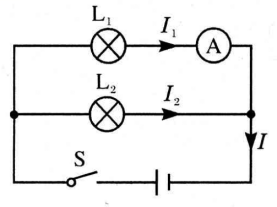 L₁ I₁ A
L₂ I₂
I
S